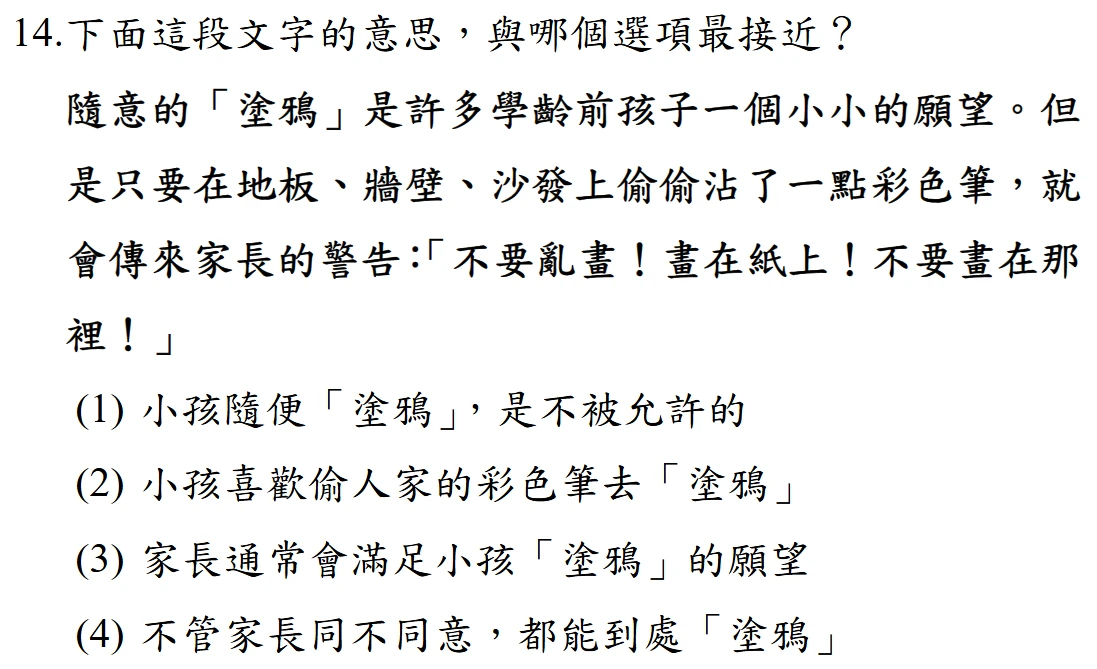 14.下面這段文字的意思，與哪個選項最接近？
隨意的「塗鴉」是許多學齡前孩子一個小小的願望。但
是只要在地板、牆壁、沙發上偷偷沾了一點彩色筆，就
會傳來家長的警告：「不要亂畫！畫在紙上！不要畫在那
裡！」
(1) 小孩隨便「塗鴉」，是不被允許的
(2) 小孩喜歡偷人家的彩色筆去「塗鴉」
(3) 家長通常會滿足小孩「塗鴉」的願望
(4) 不管家長同不同意，都能到處「塗鴉」